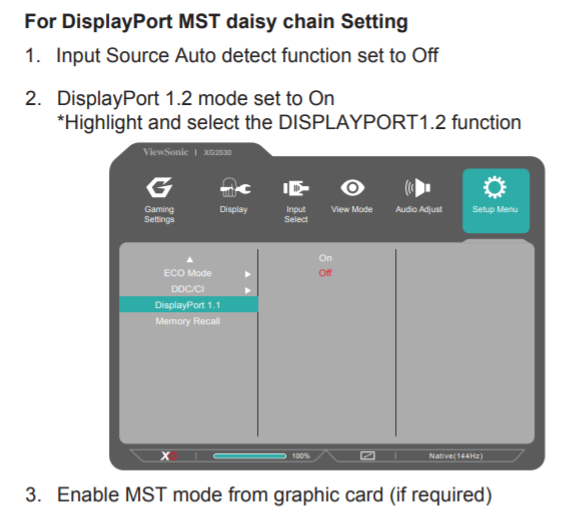 For DisplayPort MST daisy chain Setting
1. Input Source Auto detect function set to Off
2. DisplayPort 1.2 mode set to On
*Highlight and select the DISPLAYPORT1.2 function
ViewSonic | XG2530
Gaming Settings
Display
Input Select
View Mode
Audio Adjust
Setup Menu
ECO Mode
DDC/CI
DisplayPort 1.1
Memory Recall
On
Off
XG
100%
Native(144Hz)
3. Enable MST mode from graphic card (if required)